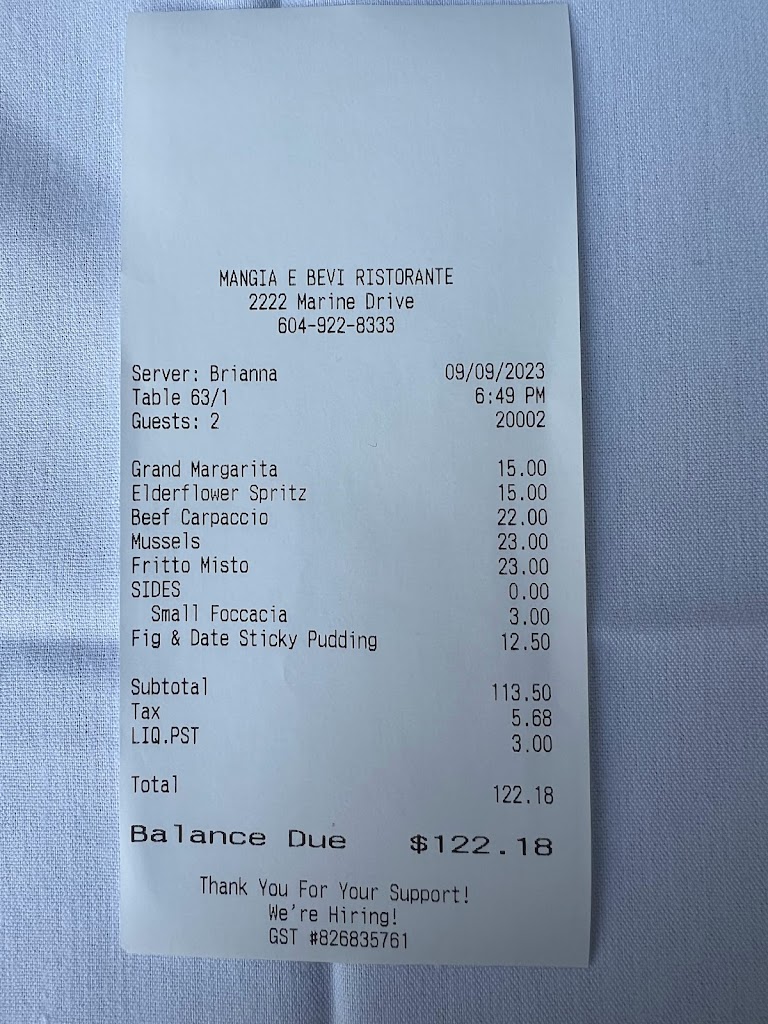 MANGIA E BEVI RISTORANTE
2222 Marine Drive
604-922-8333
Server: Brianna 09/09/2023
Table 63/1 6:49 PM
Guests: 2 20002
Grand Margarita 15.00
Elderflower Spritz 15.00
Beef Carpaccio 22.00
Mussels 23.00
Fritto Misto 23.00
SIDES 0.00
Small Foccacia 3.00
Fig & Date Sticky Pudding 12.50
Subtotal 113.50
Tax 5.68
LIQ.PST 3.00
Total 122.18
Balance Due $122.18
Thank You For Your Support!
We're Hiring!
GST #826835761